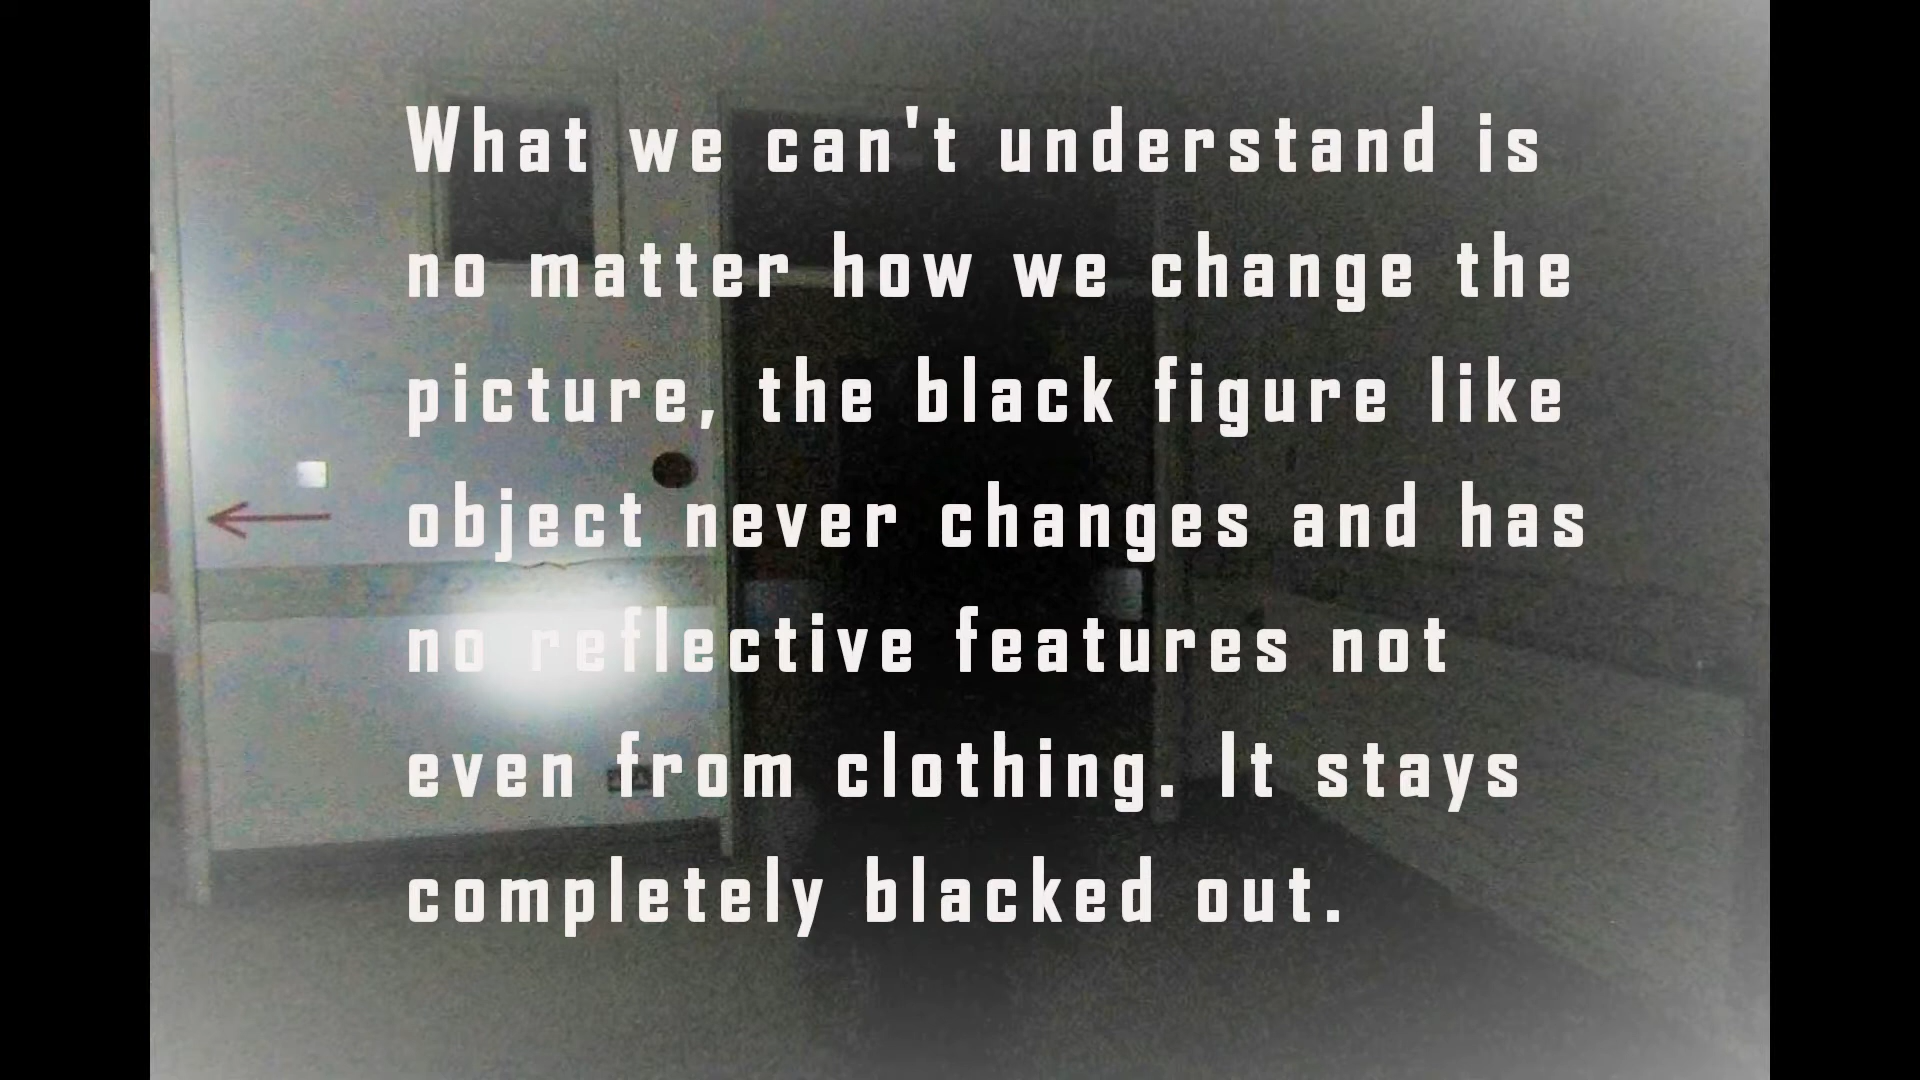 What we can't understand is
no matter how we change the
picture, the black figure like
object never changes and has
no reflective features not
even from clothing. It stays
completely blacked out.